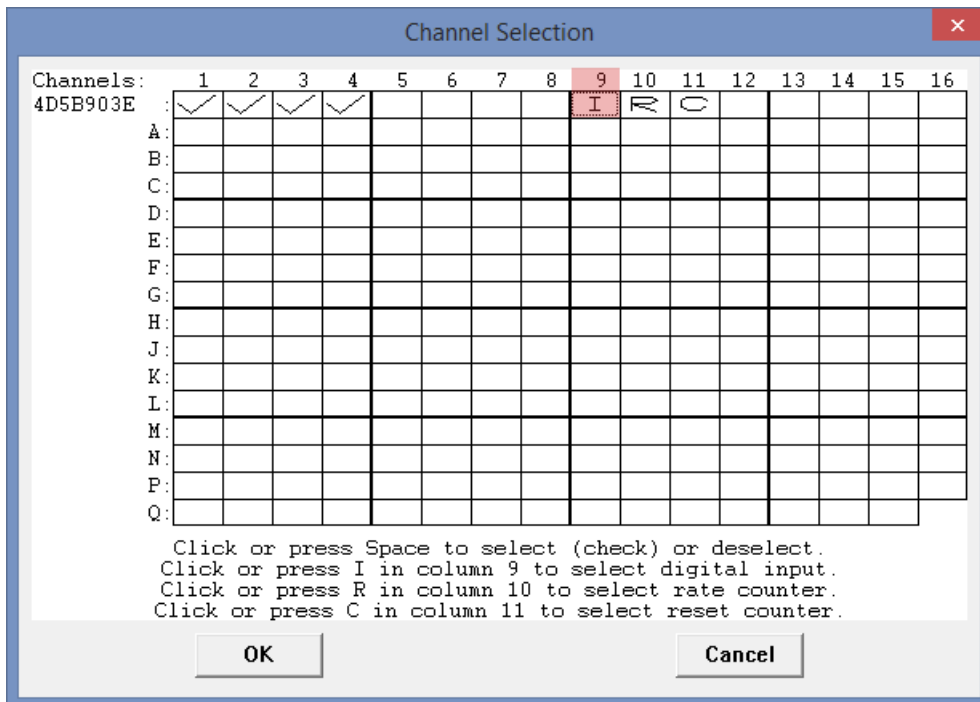 Channel Selection
Channels: 1 2 3 4 5 6 7 8 9 10 11 12 13 14 15 16
4D5B903E : I R C
A:
B:
C:
D:
E:
F:
G:
H:
J:
K:
L:
M:
N:
P:
Q:
Click or press Space to select (check) or deselect.
Click or press I in column 9 to select digital input.
Click or press R in column 10 to select rate counter.
Click or press C in column 11 to select reset counter.
OK Cancel